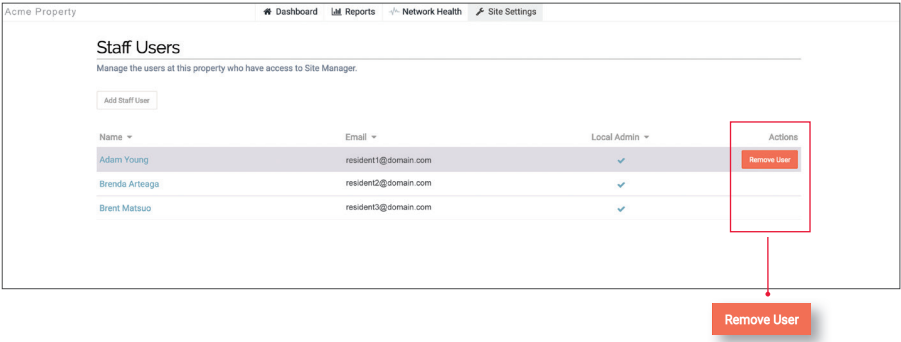 Acme Property Dashboard Reports Network Health Site Settings
Staff Users
Manage the users at this property who have access to Site Manager.
Add Staff User
Name Email Local Admin Actions
Adam Young resident1@domain.com Remove User
Brenda Arteaga resident2@domain.com
Brent Matsuo resident3@domain.com
Remove User